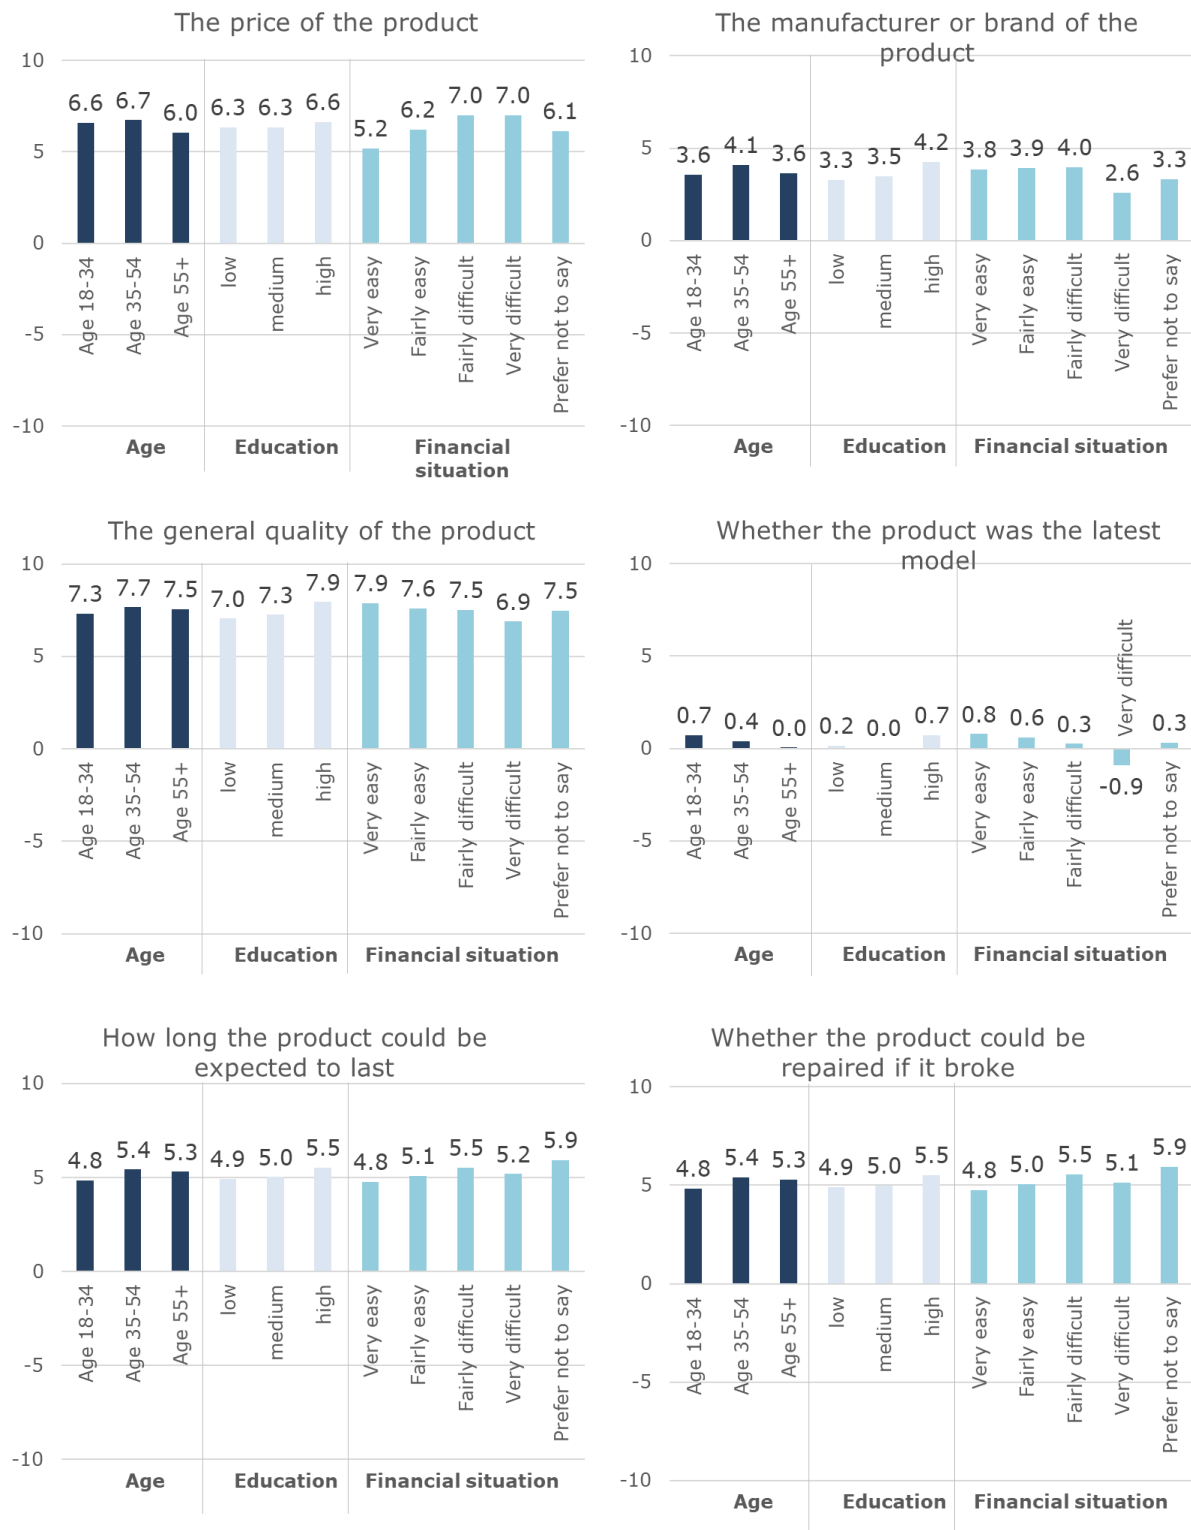 The price of the product
10
5
0
-5
-10
6.6 6.7 6.0 6.3 6.3 6.6 5.2 6.2 7.0 7.0 6.1
Age 18-34
Age 35-54
Age 55+
low
medium
high
Very easy
Fairly easy
Fairly difficult
Very difficult
Prefer not to say
Age
Education
Financial
situation
The manufacturer or brand of the
product
10
5
0
-5
-10
3.6 4.1 3.6 3.3 3.5 4.2 3.8 3.9 4.0 2.6 3.3
Age 18-34
Age 35-54
Age 55+
low
medium
high
Very easy
Fairly easy
Fairly difficult
Very difficult
Prefer not to say
Age
Education
Financial situation
The general quality of the product
10
5
0
-5
-10
7.3 7.7 7.5 7.0 7.3 7.9 7.9 7.6 7.5 6.9 7.5
Age 18-34
Age 35-54
Age 55+
low
medium
high
Very easy
Fairly easy
Fairly difficult
Very difficult
Prefer not to say
Age
Education
Financial situation
Whether the product was the latest
model
10
5
0
-5
-10
0.7 0.4 0.0 0.2 0.0 0.7 0.8 0.6 0.3 -0.9 0.3
Age 18-34
Age 35-54
Age 55+
low
medium
high
Very easy
Fairly easy
Fairly difficult
Very difficult
Prefer not to say
Age
Education
Financial situation
How long the product could be
expected to last
10
5
0
-5
-10
4.8 5.4 5.3 4.9 5.0 5.5 4.8 5.1 5.5 5.2 5.9
Age 18-34
Age 35-54
Age 55+
low
medium
high
Very easy
Fairly easy
Fairly difficult
Very difficult
Prefer not to say
Age
Education
Financial situation
Whether the product could be
repaired if it broke
10
5
0
-5
-10
4.8 5.4 5.3 4.9 5.0 5.5 4.8 5.0 5.5 5.1 5.9
Age 18-34
Age 35-54
Age 55+
low
medium
high
Very easy
Fairly easy
Fairly difficult
Very difficult
Prefer not to say
Age
Education
Financial situation